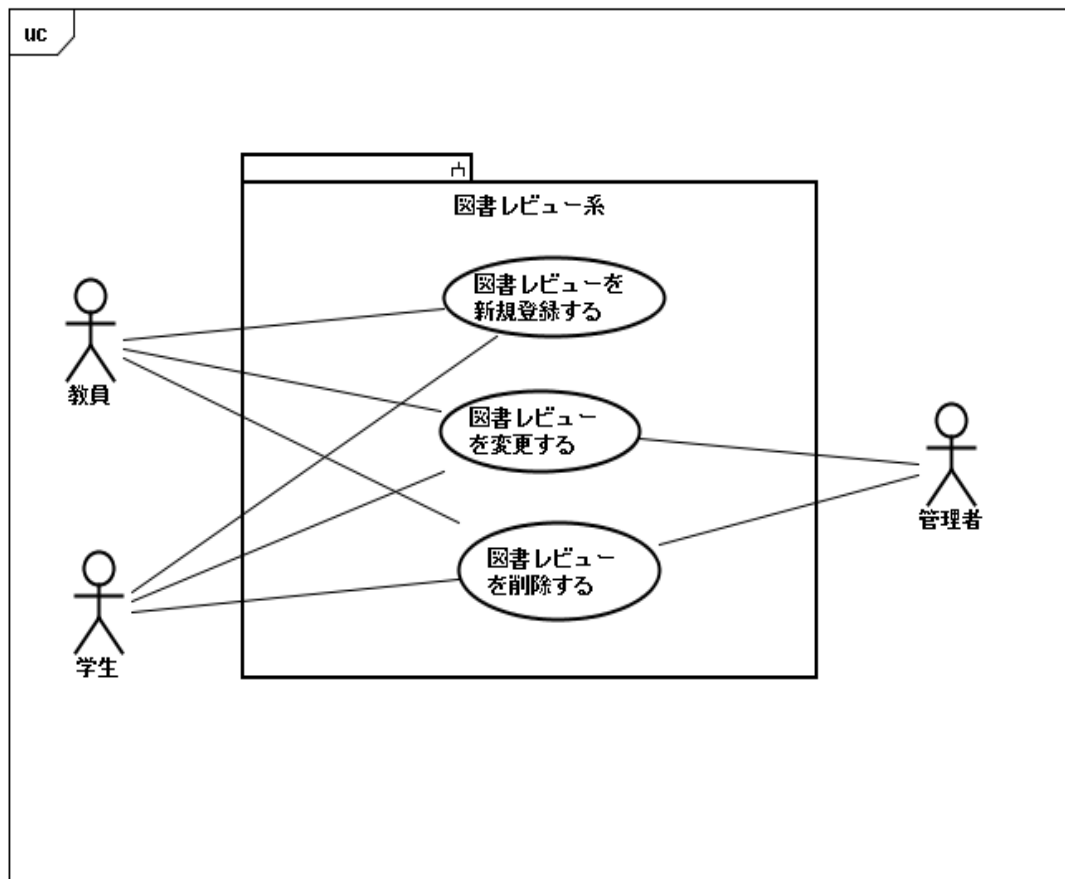 uc
図書レビュー系
図書レビューを
新規登録する
教員
図書レビュー
を変更する
管理者
図書レビュー
を削除する
学生